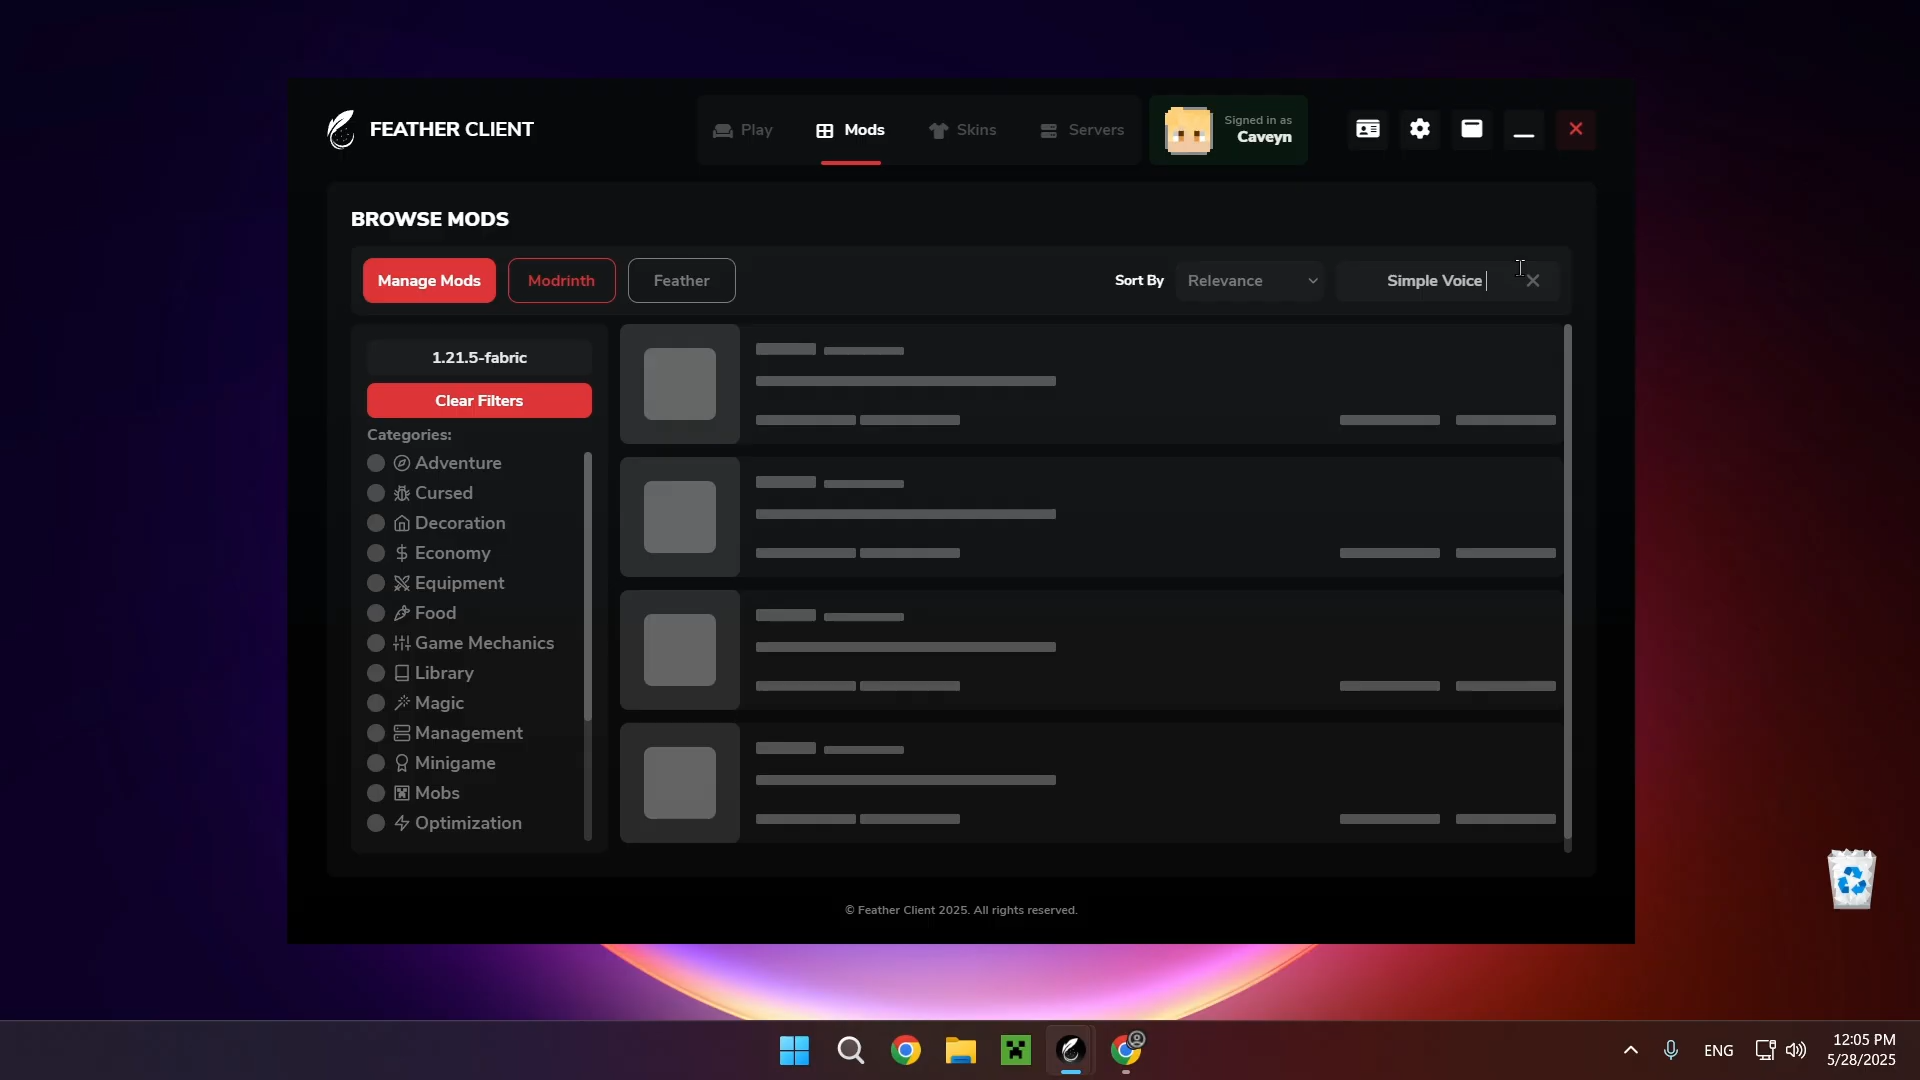 FEATHER CLIENT
Play
Mods
Skins
Servers
Signed in as
Caveyn
BROWSE MODS
Manage Mods
Modrinth
Feather
Sort By
Relevance
Simple Voice
1.21.5-fabric
Clear Filters
Categories:
Adventure
Cursed
Decoration
Economy
Equipment
Food
Game Mechanics
Library
Magic
Management
Minigame
Mobs
Optimization
© Feather Client 2025. All rights reserved.
ENG
12:05 PM
5/28/2025